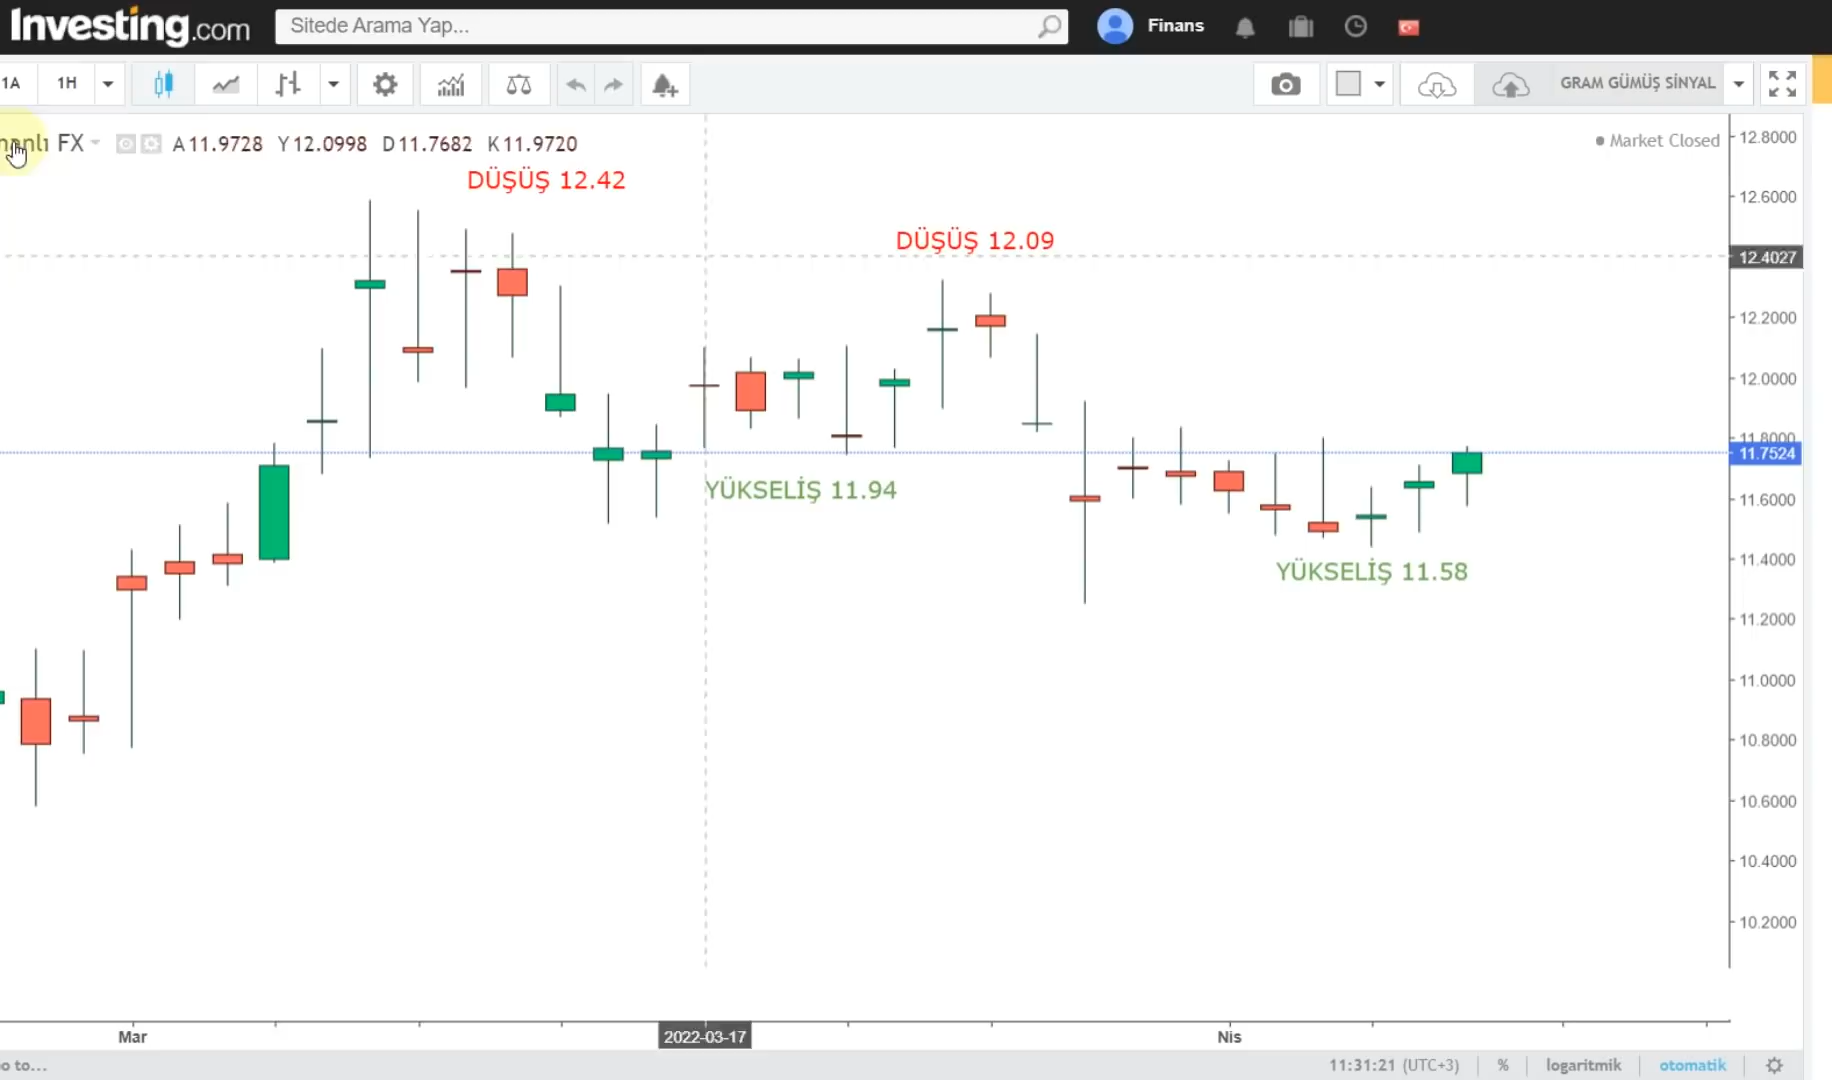 Investing.com
Sitede Arama Yap...
Finans
1A
1H
GRAM GÜMÜŞ SİNYAL
FX
A 11.9728 Y 12.0998 D 11.7682 K 11.9720
Market Closed
DÜŞÜŞ 12.42
DÜŞÜŞ 12.09
YÜKSELİŞ 11.94
YÜKSELİŞ 11.58
12.8000
12.6000
12.4027
12.2000
12.0000
11.8000
11.7524
11.6000
11.4000
11.2000
11.0000
10.8000
10.6000
10.4000
10.2000
Mar
2022-03-17
Nis
o to...
11:31:21 (UTC+3)
%
logaritmik
otomatik